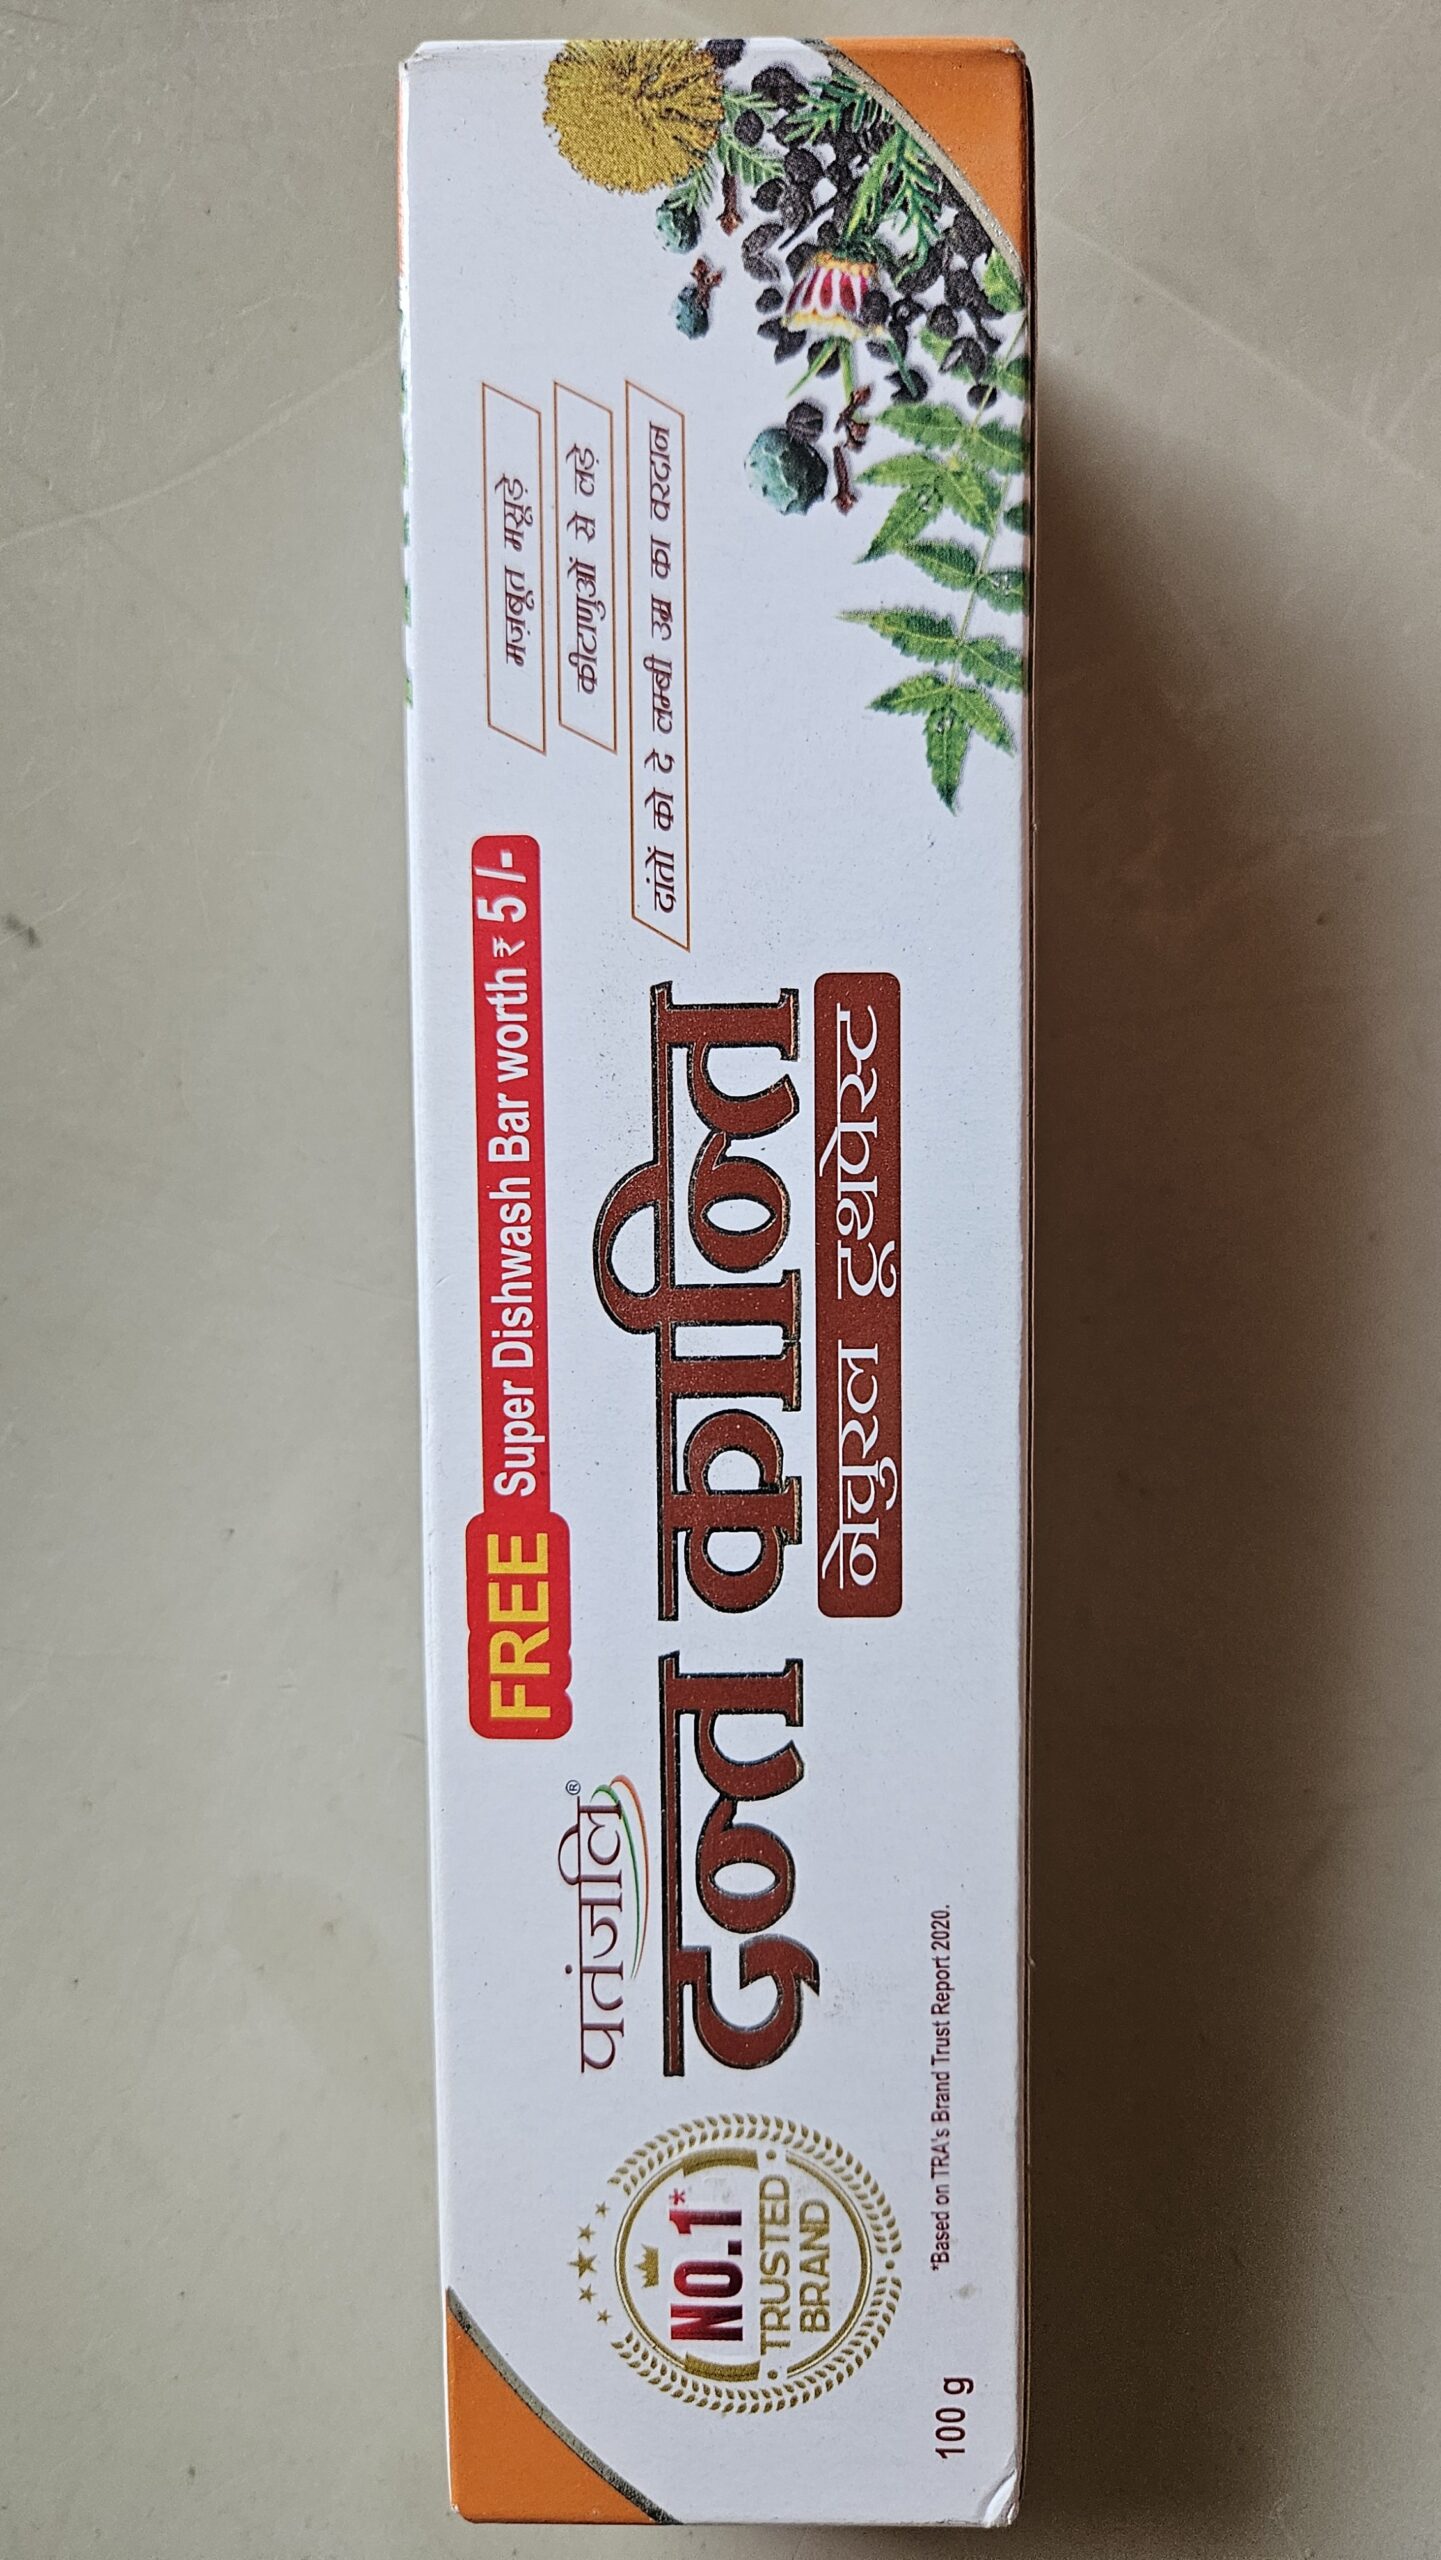 FREE Super Dishwash Bar worth ₹ 5/-
मज़बूत मसूड़े
कीटाणुओं से लड़े
दांतों को दे लम्बी उम्र का वरदान
पतंजलि®
दन्त कान्ति
नेचुरल टूथपेस्ट
NO.1*
TRUSTED
BRAND
*Based on TRA's Brand Trust Report 2020.
100 g